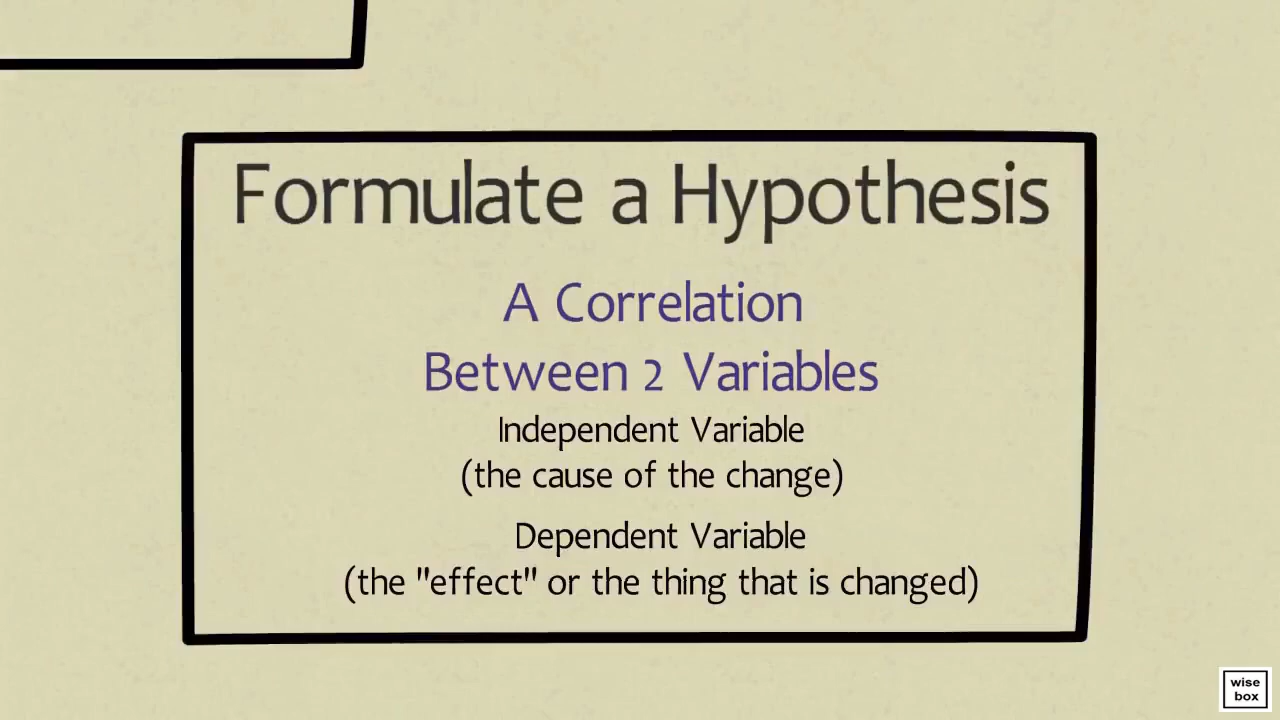 Formulate a Hypothesis
A Correlation
Between 2 Variables
Independent Variable
(the cause of the change)
Dependent Variable
(the "effect" or the thing that is changed)
wise
box